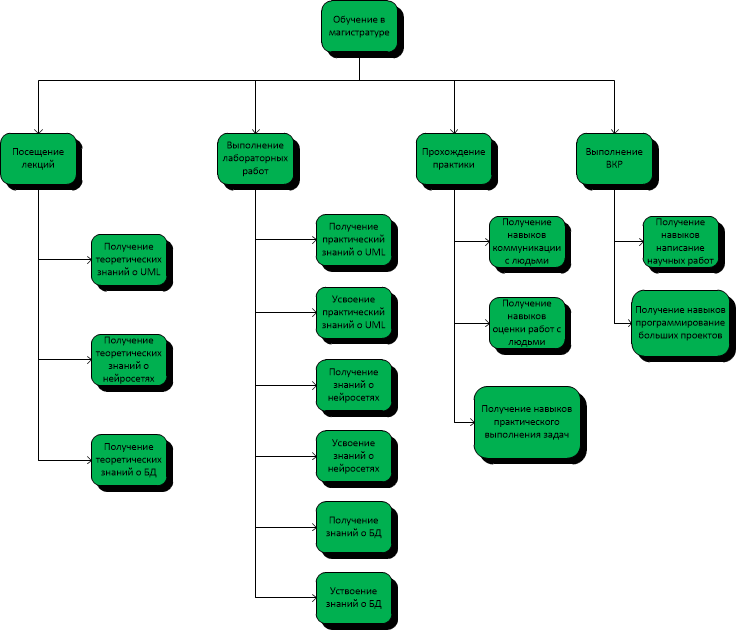 Обучение в
магистратуре
Посещение
лекций
Выполнение
лабораторных
работ
Прохождение
практики
Выполнение
ВКР
Получение
теоретических
знаний о UML
Получение
теоретических
знаний о
нейросетях
Получение
теоретических
знаний о БД
Получение
практический
знаний о UML
Усвоение
практический
знаний о UML
Получение
знаний о
нейросетях
Усвоение
знаний о
нейросетях
Получение
знаний о БД
Уствоение
знаний о БД
Получение
навыков
коммуникации
с людьми
Получение
навыков
оценки работ с
людьми
Получение навыков
практического
выполнения задач
Получение
навыков
написание
научных работ
Получение навыков
программирование
больших проектов